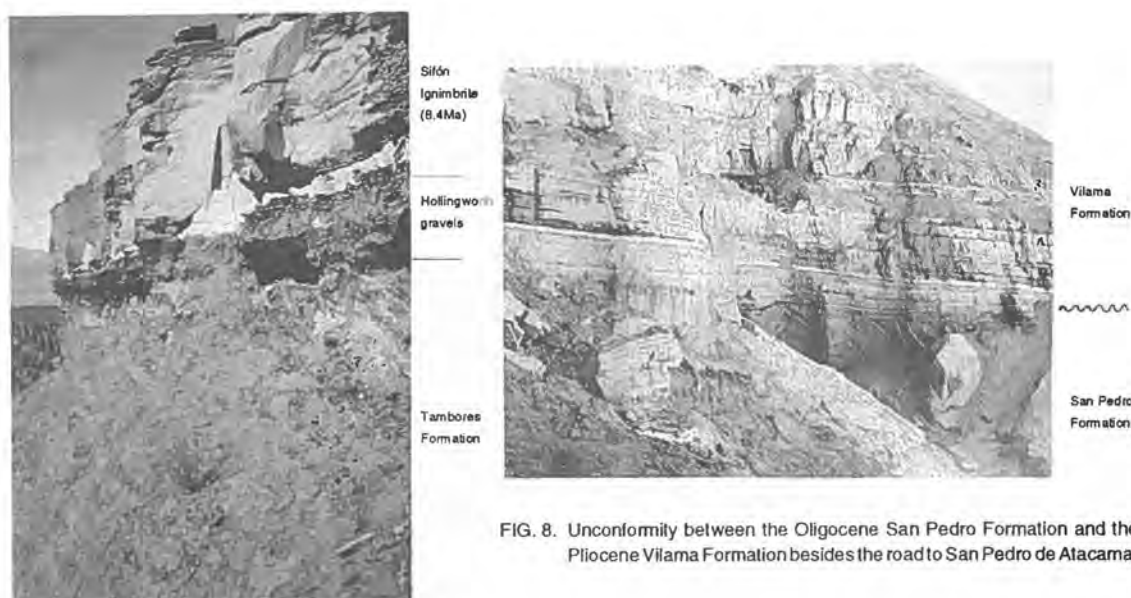 Sifón
Ignimbrite
(8.4Ma)
Hollingworth
gravels
Tambores
Formation
Vilama
Formation
San Pedro
Formation
FIG. 8. Unconformity between the Oligocene San Pedro Formation and the
Pliocene Vilama Formation besides the road to San Pedro de Atacama